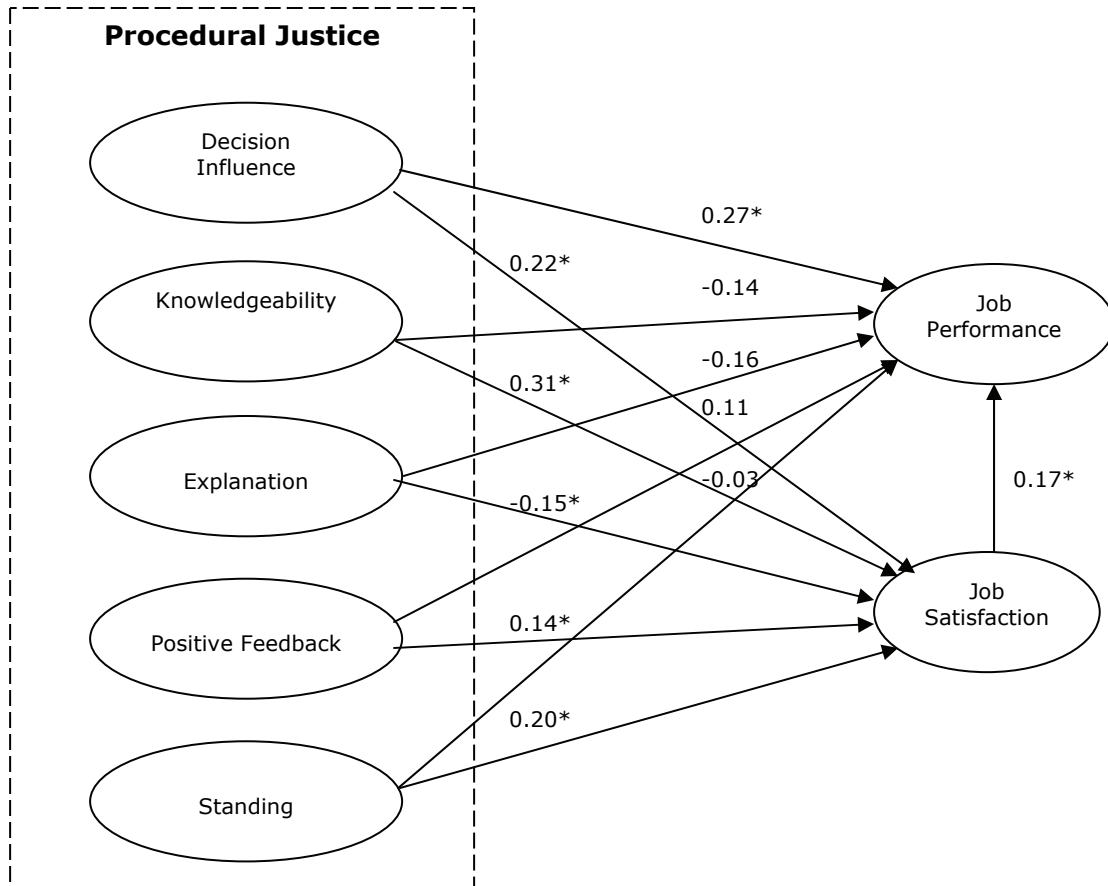 Procedural Justice
Decision
Influence
0.27*
0.22*
Knowledgeability
-0.14
Job
Performance
-0.16
0.31*
0.11
Explanation
-0.03
-0.15*
0.17*
Job
Satisfaction
Positive Feedback
0.14*
0.20*
Standing